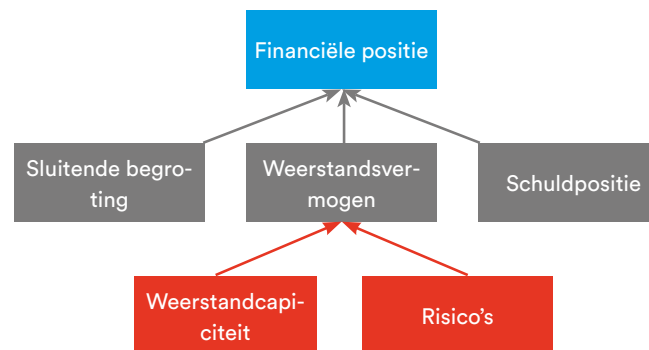 Financiële positie
Sluitende begro-
ting
Weerstandsver-
mogen
Schuldpositie
Weerstandcapi-
citeit
Risico’s